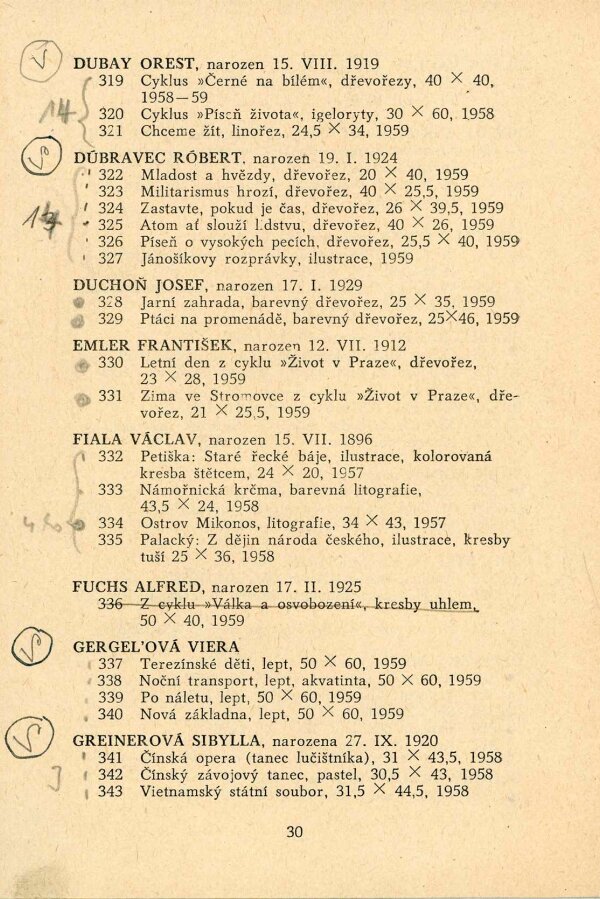 DUBAY OREST, narozen 15. VIII. 1919
319 Cyklus »Černé na bílém«, dřevořezy, 40 × 40,
1958—59
14
320 Cyklus »Píseň života«, igeloryty, 30 × 60, 1958
321 Chceme žít, linořez, 24,5 × 34, 1959
DÚBRAVEC RÓBERT, narozen 19. I. 1924
322 Mladost a hvězdy, dřevořez, 20 × 40, 1959
323 Militarismus hrozí, dřevořez, 40 × 25,5, 1959
324 Zastavte, pokud je čas, dřevořez, 26 × 39,5, 1959
325 Atom ať slouží lidstvu, dřevořez, 40 × 26, 1959
326 Píseň o vysokých pecích, dřevořez, 25,5 × 40, 1959
327 Jánošíkovy rozprávky, ilustrace, 1959
DUCHOŇ JOSEF, narozen 17. I. 1929
328 Jarní zahrada, barevný dřevořez, 25 × 35, 1959
329 Ptáci na promenádě, barevný dřevořez, 25×46, 1959
EMLER FRANTIŠEK, narozen 12. VII. 1912
330 Letní den z cyklu »Život v Praze«, dřevořez,
23 × 28, 1959
331 Zima ve Stromovce z cyklu »Život v Praze«, dře-
vořez, 21 × 25,5, 1959
FIALA VÁCLAV, narozen 15. VII. 1896
332 Petiška: Staré řecké báje, ilustrace, kolorovaná
kresba štětcem, 24 × 20, 1957
333 Námořnická krčma, barevná litografie,
43,5 × 24, 1958
334 Ostrov Mikonos, litografie, 34 × 43, 1957
335 Palacký: Z dějin národa českého, ilustrace, kresby
tuší 25 × 36, 1958
FUCHS ALFRED, narozen 17. II. 1925
336 Z cyklu »Válka a osvobození«, kresby uhlem,
50 × 40, 1959
GERGEĽOVÁ VIERA
337 Terezínské děti, lept, 50 × 60, 1959
338 Noční transport, lept, akvatinta, 50 × 60, 1959
339 Po náletu, lept, 50 × 60, 1959
340 Nová základna, lept, 50 × 60, 1959
GREINEROVÁ SIBYLLA, narozena 27. IX. 1920
341 Čínská opera (tanec lučištníka), 31 × 43,5, 1958
342 Čínský závojový tanec, pastel, 30,5 × 43, 1958
343 Vietnamský státní soubor, 31,5 × 44,5, 1958
30